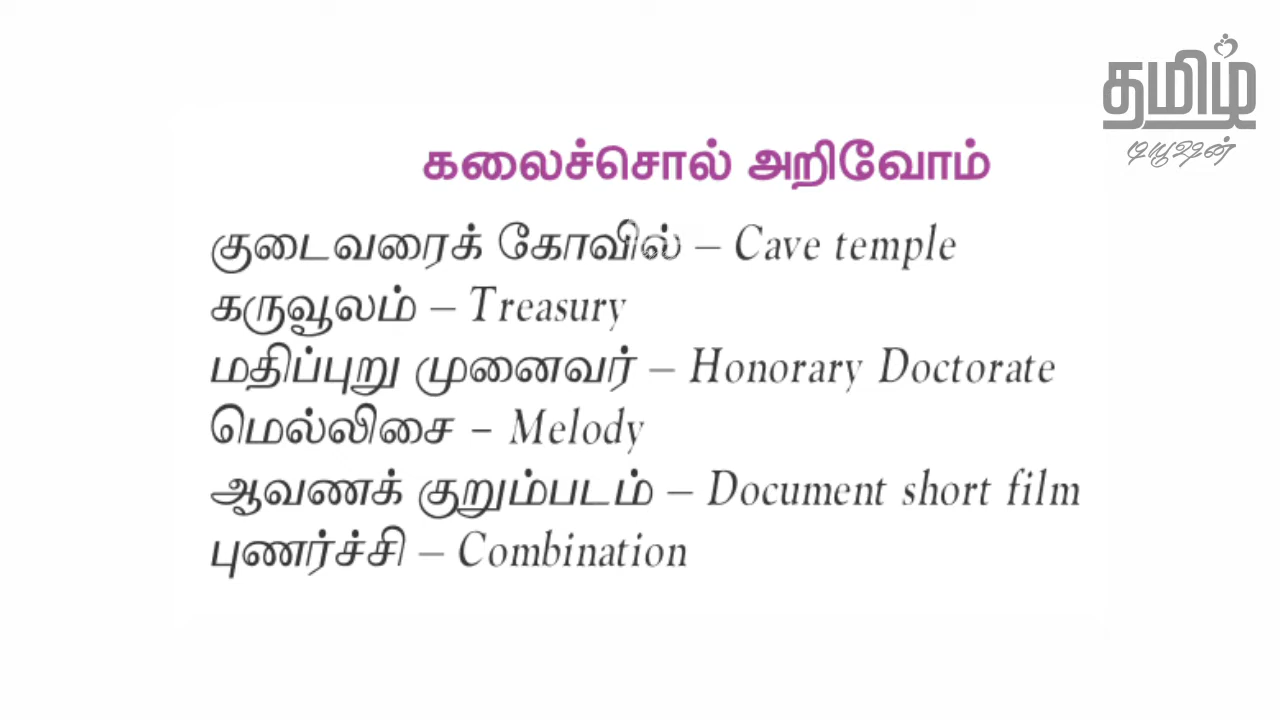 தமிழ்
டியூஷன்
கலைச்சொல் அறிவோம்
குடைவரைக் கோவில் – Cave temple
கருவூலம் – Treasury
மதிப்புறு முனைவர் – Honorary Doctorate
மெல்லிசை – Melody
ஆவணக் குறும்படம் – Document short film
புணர்ச்சி – Combination